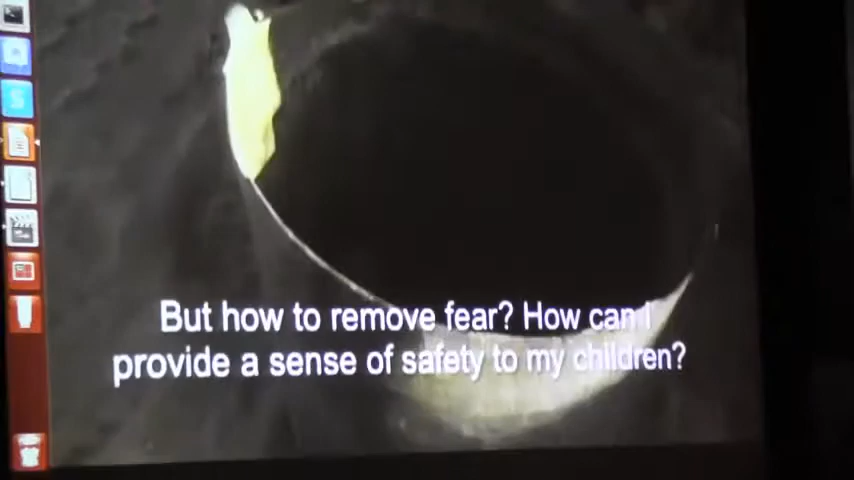 But how to remove fear? How can I
provide a sense of safety to my children?